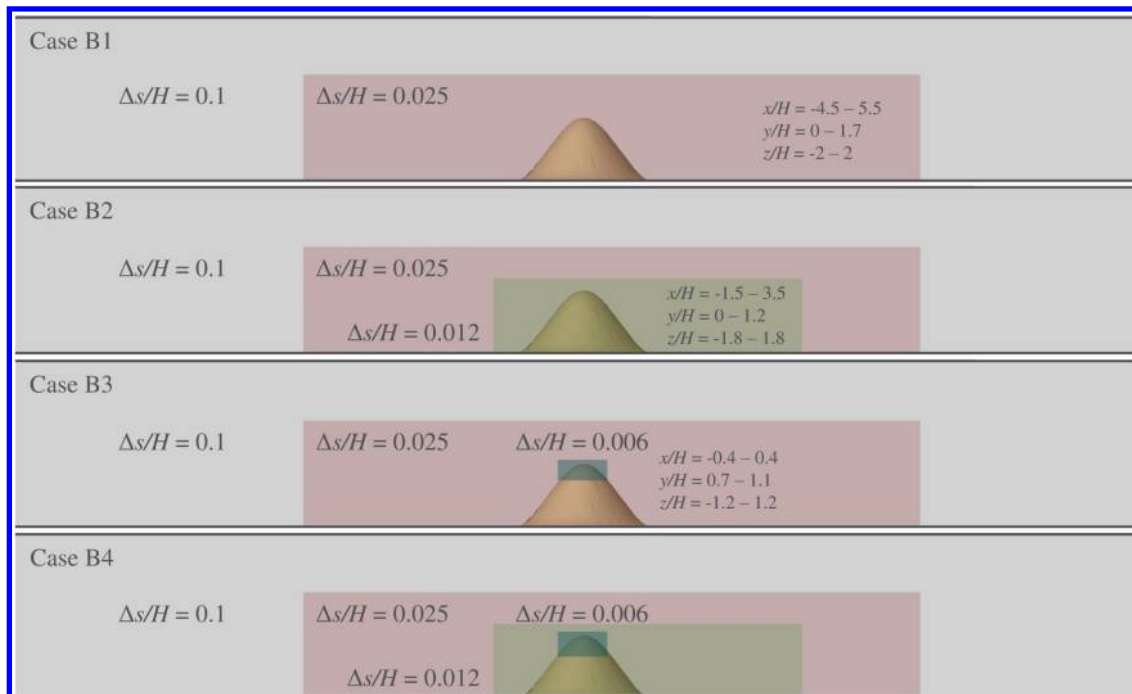 Case B1
Δs/H = 0.1
Δs/H = 0.025
x/H = -4.5 – 5.5
y/H = 0 – 1.7
z/H = -2 – 2
Case B2
Δs/H = 0.1
Δs/H = 0.025
Δs/H = 0.012
x/H = -1.5 – 3.5
y/H = 0 – 1.2
z/H = -1.8 – 1.8
Case B3
Δs/H = 0.1
Δs/H = 0.025
Δs/H = 0.006
x/H = -0.4 – 0.4
y/H = 0.7 – 1.1
z/H = -1.2 – 1.2
Case B4
Δs/H = 0.1
Δs/H = 0.025
Δs/H = 0.006
Δs/H = 0.012